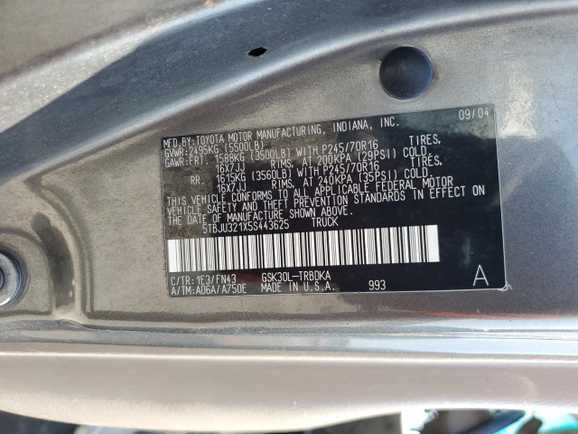 09/04
MFD.BY:TOYOTA MOTOR MANUFACTURING, INDIANA, INC.
GVWR:2495KG (5500LB)
GAWR:FRT. 1588KG (3500LB) WITH P245/70R16 TIRES,
16X7JJ RIMS, AT 200KPA (29PSI) COLD.
RR. 1615KG (3560LB) WITH P245/70R16 TIRES,
16X7JJ RIMS, AT 240KPA (35PSI) COLD.
THIS VEHICLE CONFORMS TO ALL APPLICABLE FEDERAL MOTOR
VEHICLE SAFETY AND THEFT PREVENTION STANDARDS IN EFFECT ON
THE DATE OF MANUFACTURE SHOWN ABOVE.
5TBJU321X5S443625 TRUCK
C/TR: 1F3/FN43 GSK30L-TRBDKA
A/TM: A06A/A750E MADE IN U.S.A. 993 A